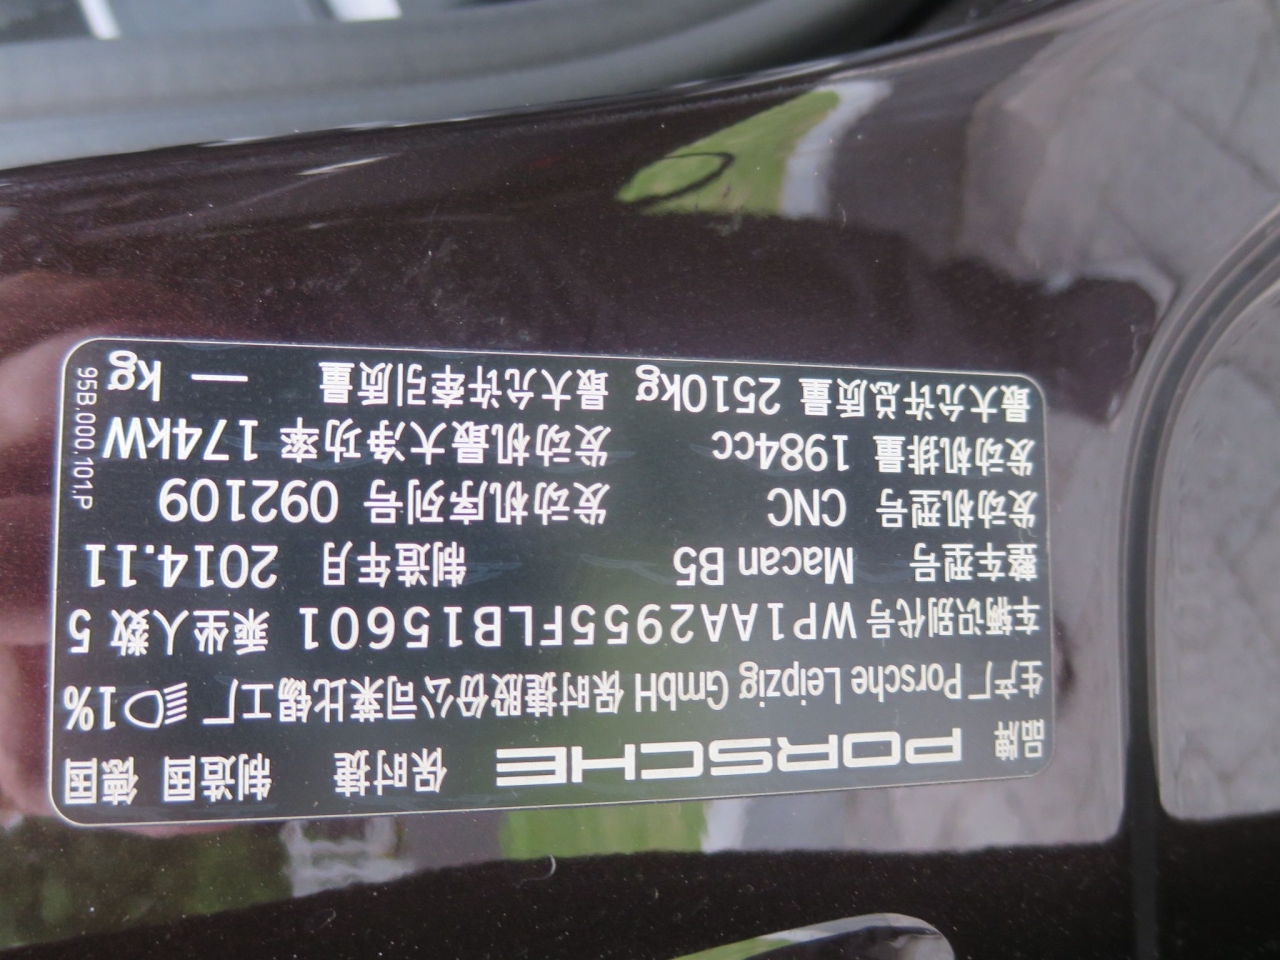 品牌 PORSCHE 保时捷 制造国 德国
生产厂 Porsche Leipzig GmbH 保时捷股份公司莱比锡工厂 1%
车辆识别代号 WP1AA2955FLB15601 乘坐人数 5
整车型号 Macan B5 制造年月 2014.11
发动机型号 CNC 发动机序列号 092109
发动机排量 1984cc 发动机最大净功率 174kW
最大允许总质量 2510kg 最大允许牵引质量 — kg
95B.000.101.P